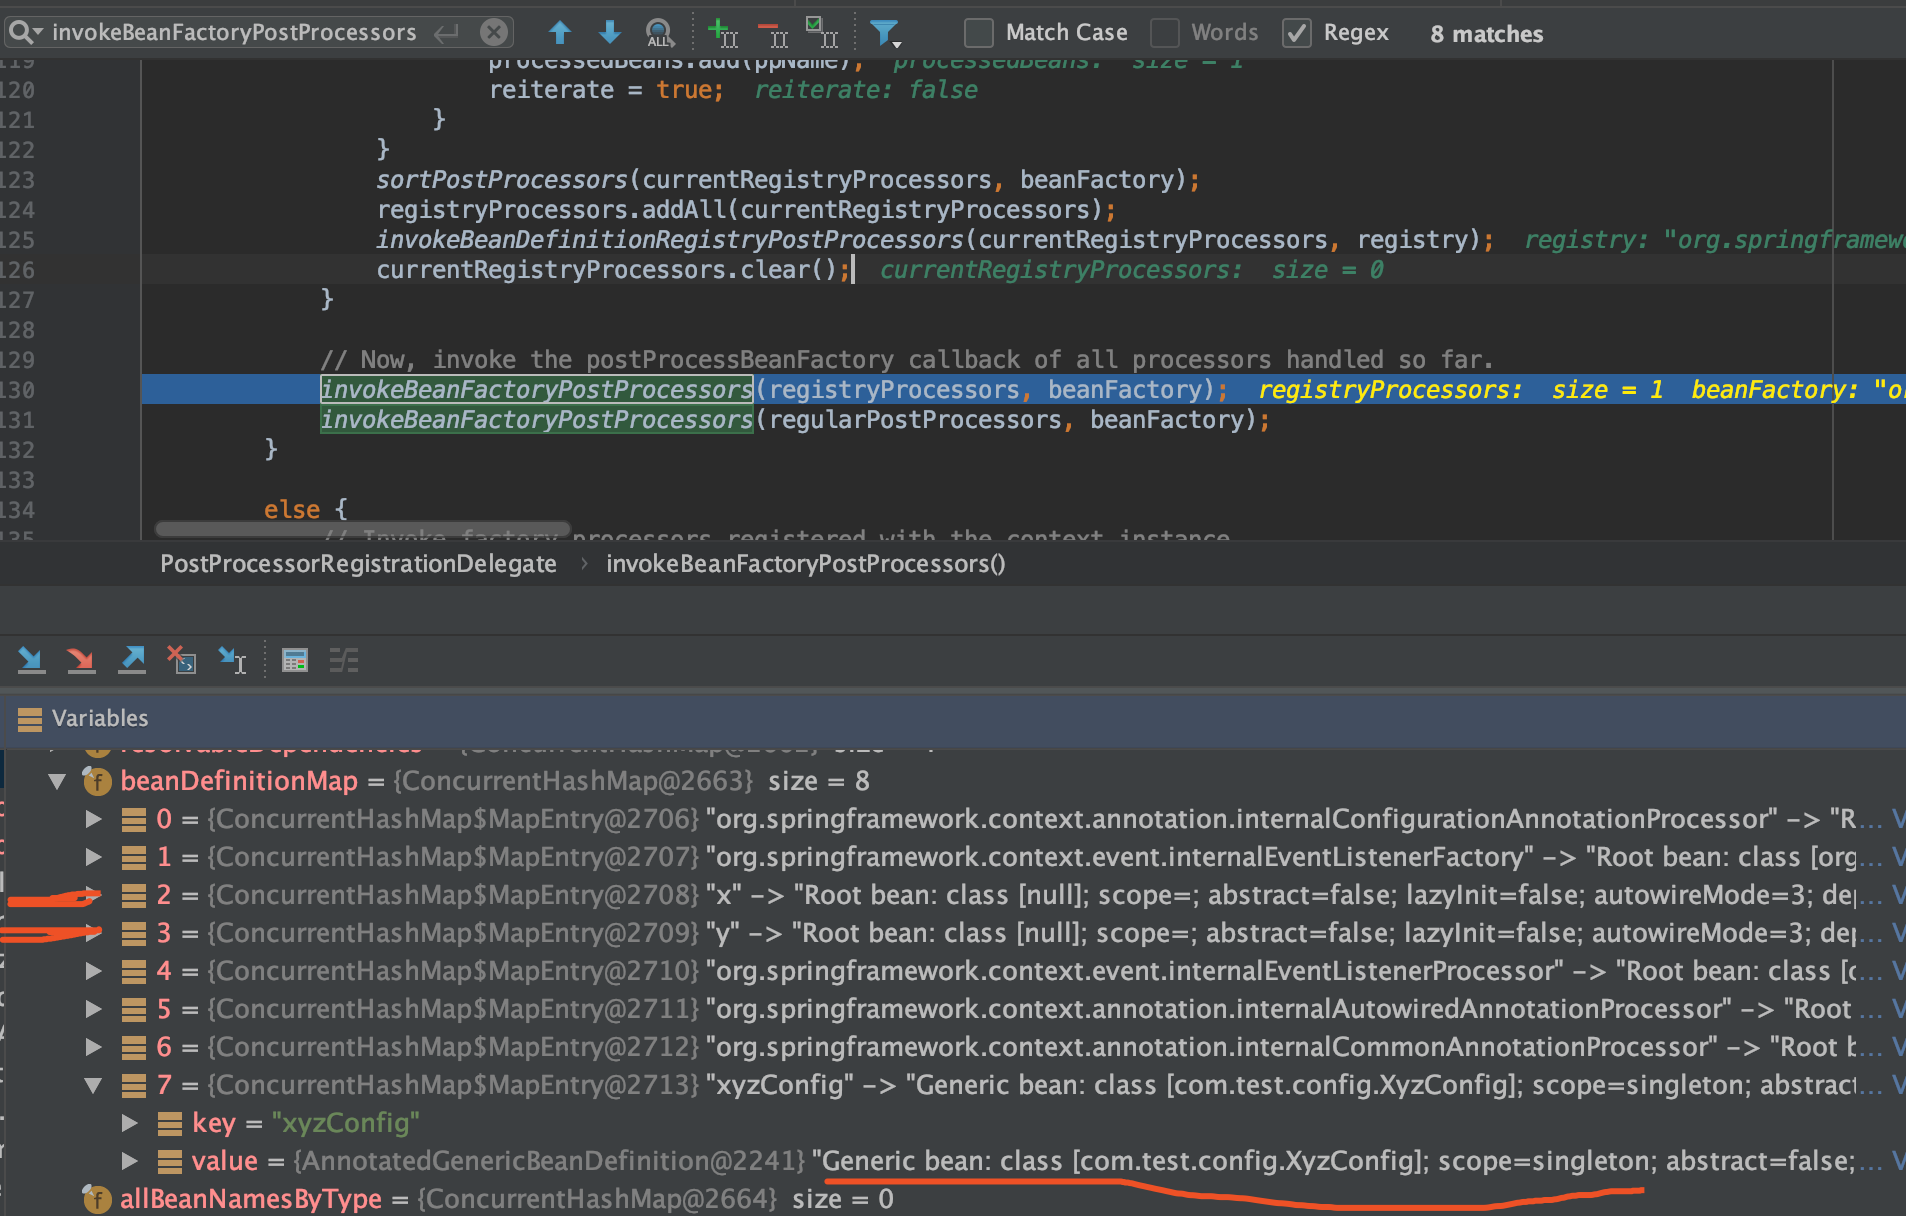 invokeBeanFactoryPostProcessors
ALL
Match Case
Words
Regex
8 matches
119 processedBeans.add(ppName); processedBeans: size = 1
120 reiterate = true; reiterate: false
121 }
122 }
123 sortPostProcessors(currentRegistryProcessors, beanFactory);
124 registryProcessors.addAll(currentRegistryProcessors);
125 invokeBeanDefinitionRegistryPostProcessors(currentRegistryProcessors, registry); registry: "org.springframewo
126 currentRegistryProcessors.clear(); currentRegistryProcessors: size = 0
127 }
128
129 // Now, invoke the postProcessBeanFactory callback of all processors handled so far.
130 invokeBeanFactoryPostProcessors(registryProcessors, beanFactory); registryProcessors: size = 1 beanFactory: "o
131 invokeBeanFactoryPostProcessors(regularPostProcessors, beanFactory);
132 }
133
134 else {
135 // Invoke factory processors registered with the context instance
PostProcessorRegistrationDelegate › invokeBeanFactoryPostProcessors()
Variables
resolvableDependencies = {ConcurrentHashMap@2662} size
beanDefinitionMap = {ConcurrentHashMap@2663} size = 8
0 = {ConcurrentHashMap$MapEntry@2706} "org.springframework.context.annotation.internalConfigurationAnnotationProcessor" -> "R... V
1 = {ConcurrentHashMap$MapEntry@2707} "org.springframework.context.event.internalEventListenerFactory" -> "Root bean: class [org... V
2 = {ConcurrentHashMap$MapEntry@2708} "x" -> "Root bean: class [null]; scope=; abstract=false; lazyInit=false; autowireMode=3; dep... V
3 = {ConcurrentHashMap$MapEntry@2709} "y" -> "Root bean: class [null]; scope=; abstract=false; lazyInit=false; autowireMode=3; dep... V
4 = {ConcurrentHashMap$MapEntry@2710} "org.springframework.context.event.internalEventListenerProcessor" -> "Root bean: class [o... V
5 = {ConcurrentHashMap$MapEntry@2711} "org.springframework.context.annotation.internalAutowiredAnnotationProcessor" -> "Root ... V
6 = {ConcurrentHashMap$MapEntry@2712} "org.springframework.context.annotation.internalCommonAnnotationProcessor" -> "Root b... V
7 = {ConcurrentHashMap$MapEntry@2713} "xyzConfig" -> "Generic bean: class [com.test.config.XyzConfig]; scope=singleton; abstract... V
key = "xyzConfig"
value = {AnnotatedGenericBeanDefinition@2241} "Generic bean: class [com.test.config.XyzConfig]; scope=singleton; abstract=false;... V
allBeanNamesByType = {ConcurrentHashMap@2664} size = 0